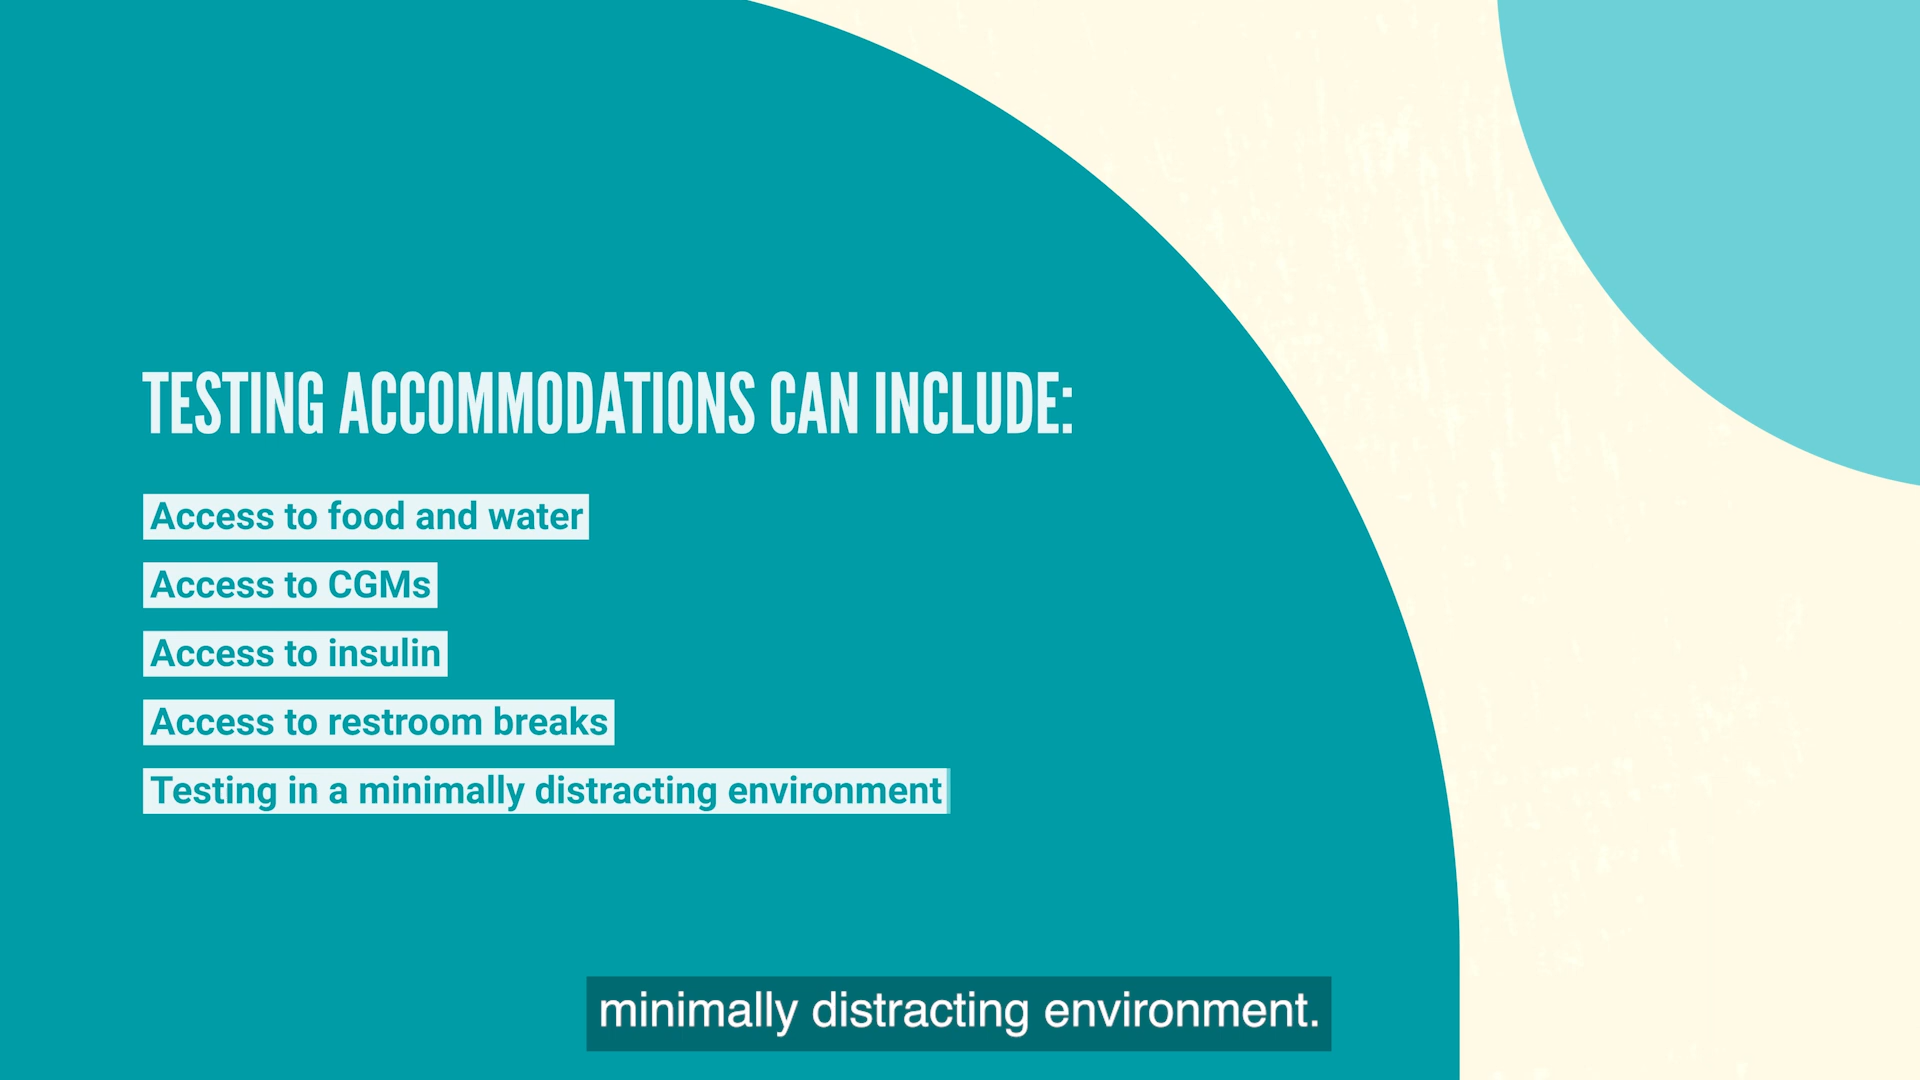 TESTING ACCOMMODATIONS CAN INCLUDE:
Access to food and water
Access to CGMs
Access to insulin
Access to restroom breaks
Testing in a minimally distracting environment
minimally distracting environment.